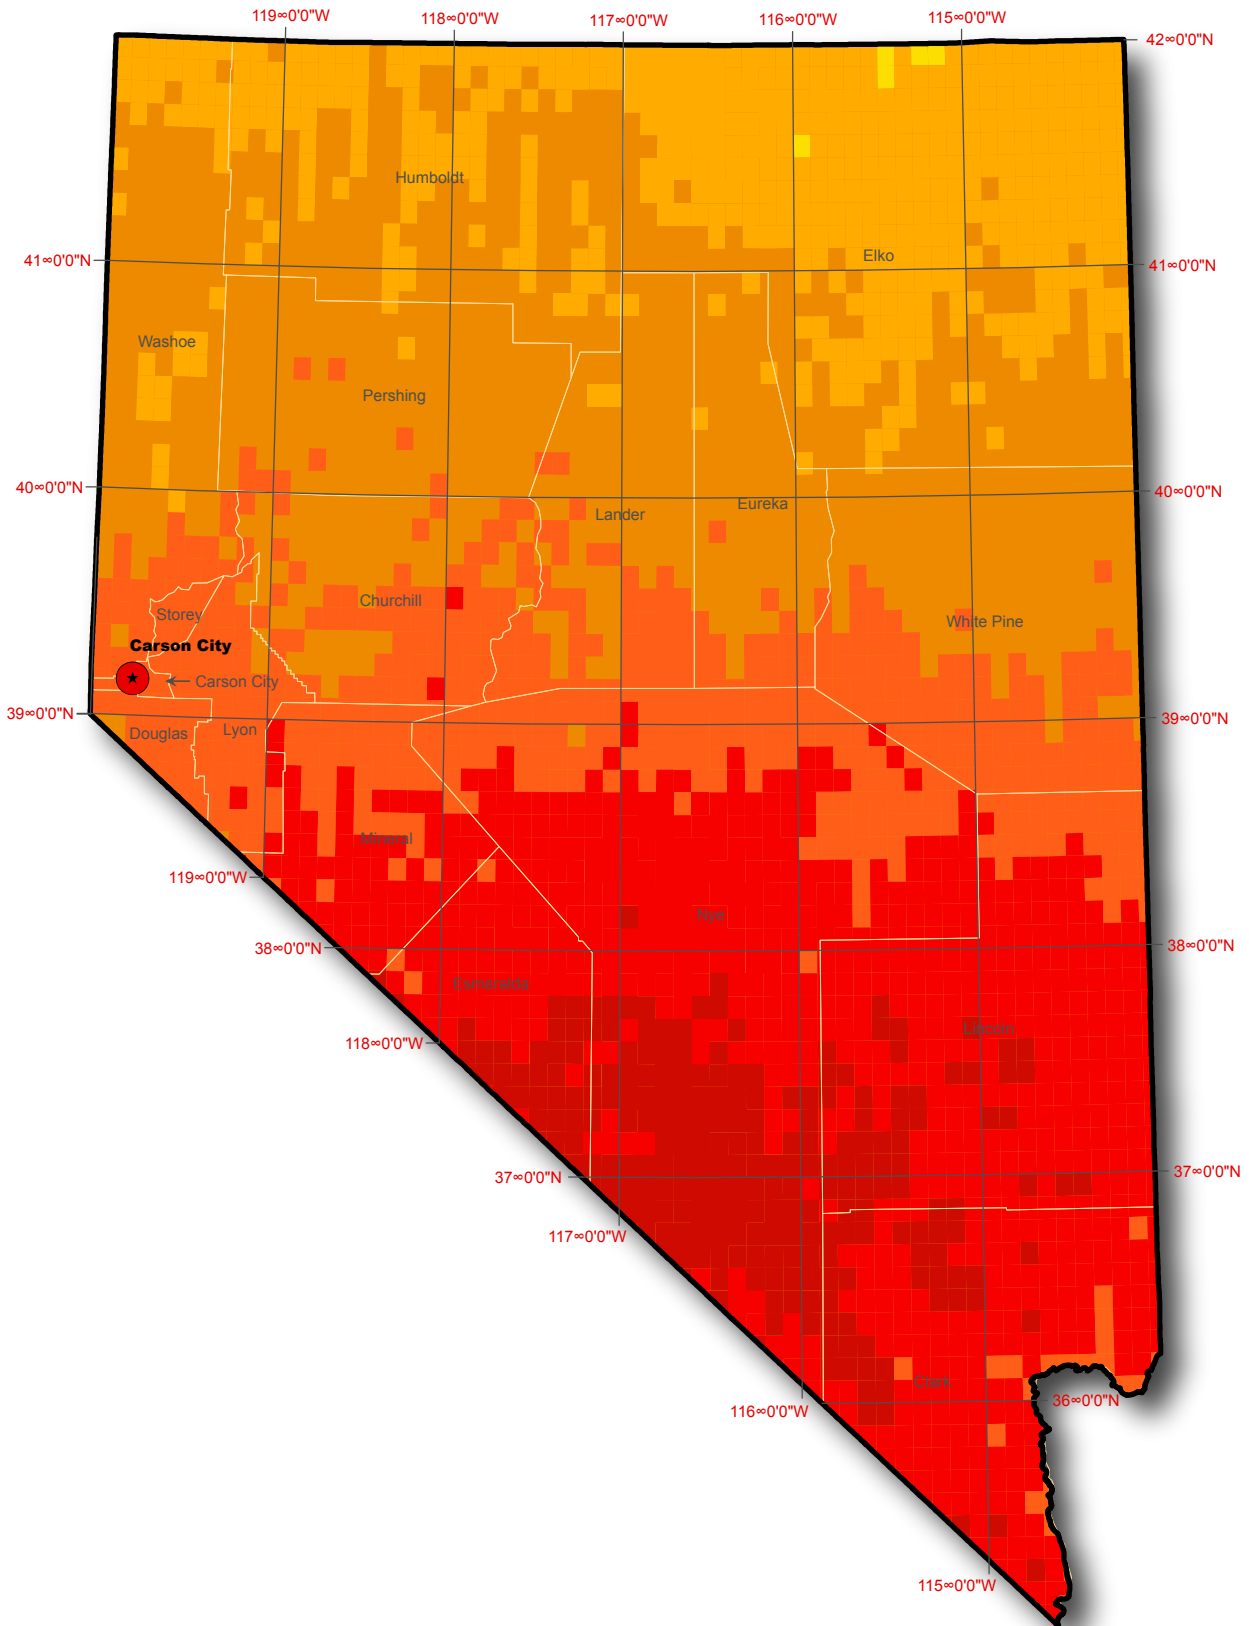 119∞0'0"W
118∞0'0"W
117∞0'0"W
116∞0'0"W
115∞0'0"W
42∞0'0"N
Humboldt
Elko
41∞0'0"N
41∞0'0"N
Washoe
Pershing
40∞0'0"N
40∞0'0"N
Lander
Eureka
Churchill
Storey
White Pine
Carson City
Carson City
39∞0'0"N
39∞0'0"N
Douglas
Lyon
Mineral
119∞0'0"W
Nye
38∞0'0"N
38∞0'0"N
Esmeralda
Lincoln
118∞0'0"W
37∞0'0"N
37∞0'0"N
117∞0'0"W
Clark
36∞0'0"N
116∞0'0"W
115∞0'0"W